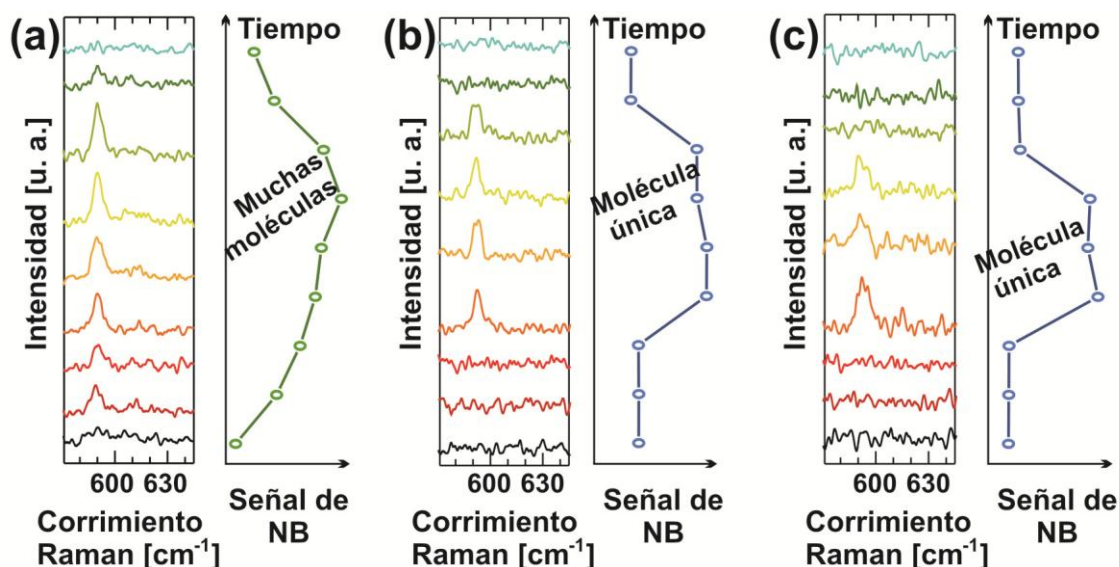 (a)
Intensidad [u. a.]
600 630
Corrimiento
Raman [cm-1]
Tiempo
Muchas
moléculas
Señal de
NB
(b)
Intensidad [u. a.]
600 630
Corrimiento
Raman [cm-1]
Tiempo
Molécula
única
Señal de
NB
(c)
Intensidad [u. a.]
600 630
Corrimiento
Raman [cm-1]
Tiempo
Molécula
única
Señal de
NB